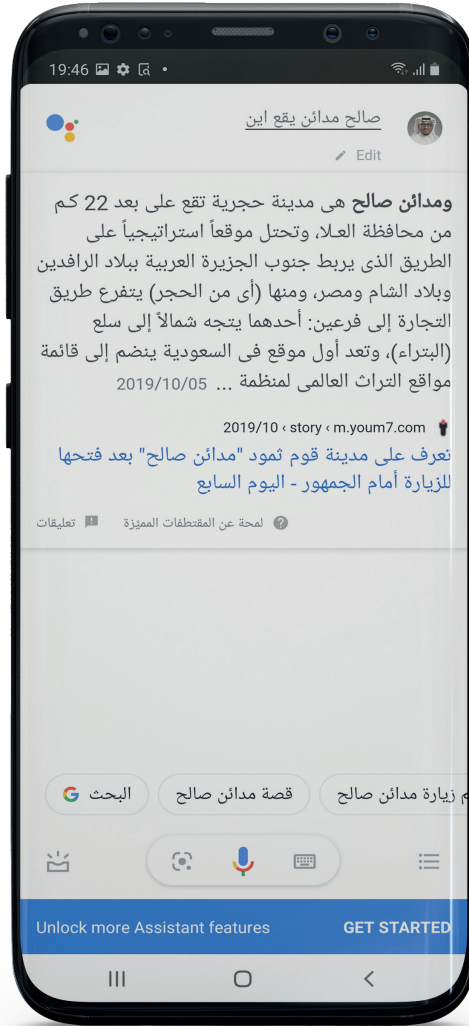 19:46
صالح مدائن يقع اين
Edit
ومدائن صالح هى مدينة حجرية تقع على بعد 22 كم
من محافظة العلا، وتحتل موقعاً استراتيجياً على
الطريق الذى يربط جنوب الجزيرة العربية ببلاد الرافدين
وبلاد الشام ومصر، ومنها (أى من الحجر) يتفرع طريق
التجارة إلى فرعين: أحدهما يتجه شمالاً إلى سلع
(البتراء)، وتعد أول موقع فى السعودية ينضم إلى قائمة
مواقع التراث العالمى لمنظمة ... 2019/10/05
m.youm7.com › story › 2019/10
تعرف على مدينة قوم ثمود "مدائن صالح" بعد فتحها
للزيارة أمام الجمهور - اليوم السابع
لمحة عن المقتطفات المميّزة تعليقات
م زيارة مدائن صالح
قصة مدائن صالح
البحث
Unlock more Assistant features GET STARTED